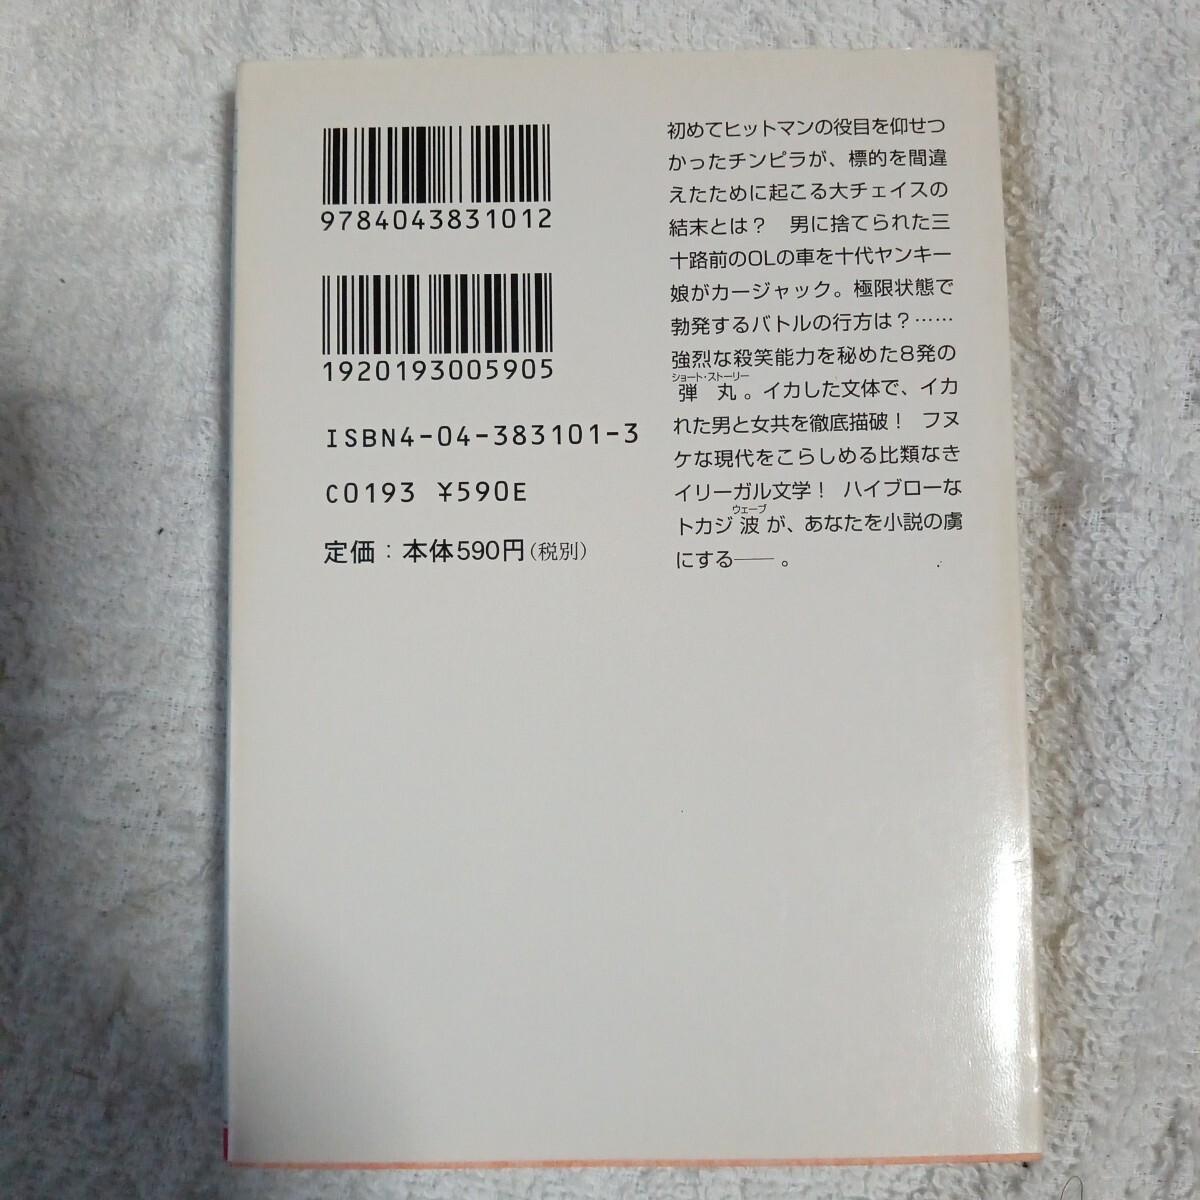 9784043831012
1920193005905
ISBN4-04-383101-3
C0193 ¥590E
定価：本体590円(税別)
初めてヒットマンの役目を仰せつ
かったチンピラが、標的を間違
えたために起こる大チェイスの
結末とは？　男に捨てられた三
十路前のOLの車を十代ヤンキー
娘がカージャック。極限状態で
勃発するバトルの行方は？……
強烈な殺笑能力を秘めた8発の
ショート・ストーリー
弾丸。イカした文体で、イカ
れた男と女共を徹底描破！　フヌ
ケな現代をこらしめる比類なき
イリーガル文学！　ハイブローな
ウェーブ
トカジ波が、あなたを小説の虜
にする——。